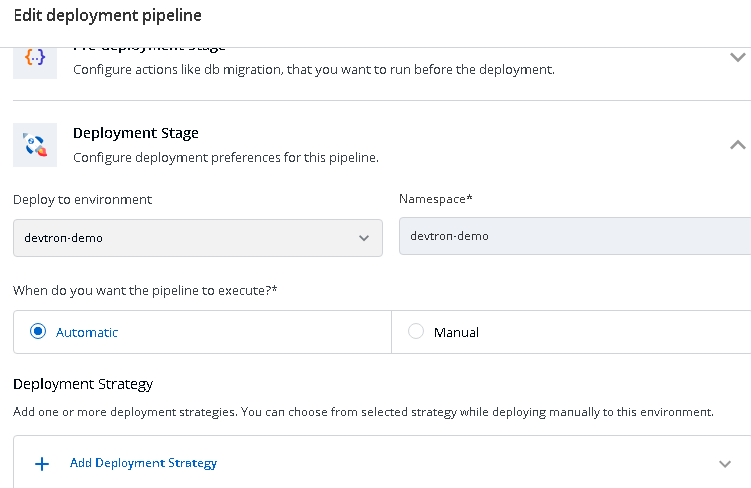 Edit deployment pipeline
Pre-deployment stage
Configure actions like db migration, that you want to run before the deployment.
Deployment Stage
Configure deployment preferences for this pipeline.
Deploy to environment
Namespace*
devtron-demo
devtron-demo
When do you want the pipeline to execute?*
Automatic
Manual
Deployment Strategy
Add one or more deployment strategies. You can choose from selected strategy while deploying manually to this environment.
+ Add Deployment Strategy